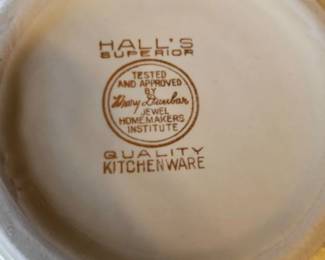 HALL'S
SUPERIOR
TESTED
AND APPROVED
BY
Mary Dunbar
JEWEL
HOMEMAKERS
INSTITUTE
QUALITY
KITCHENWARE